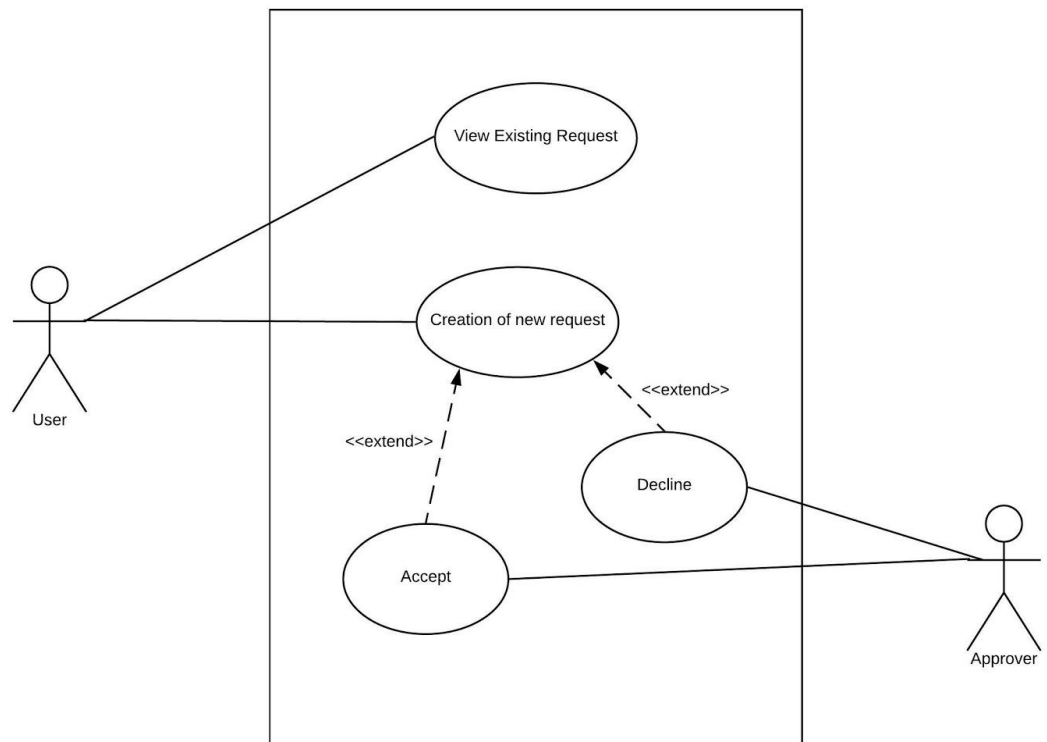 View Existing Request
Creation of new request
<<extend>>
User
<<extend>>
Decline
Accept
Approver